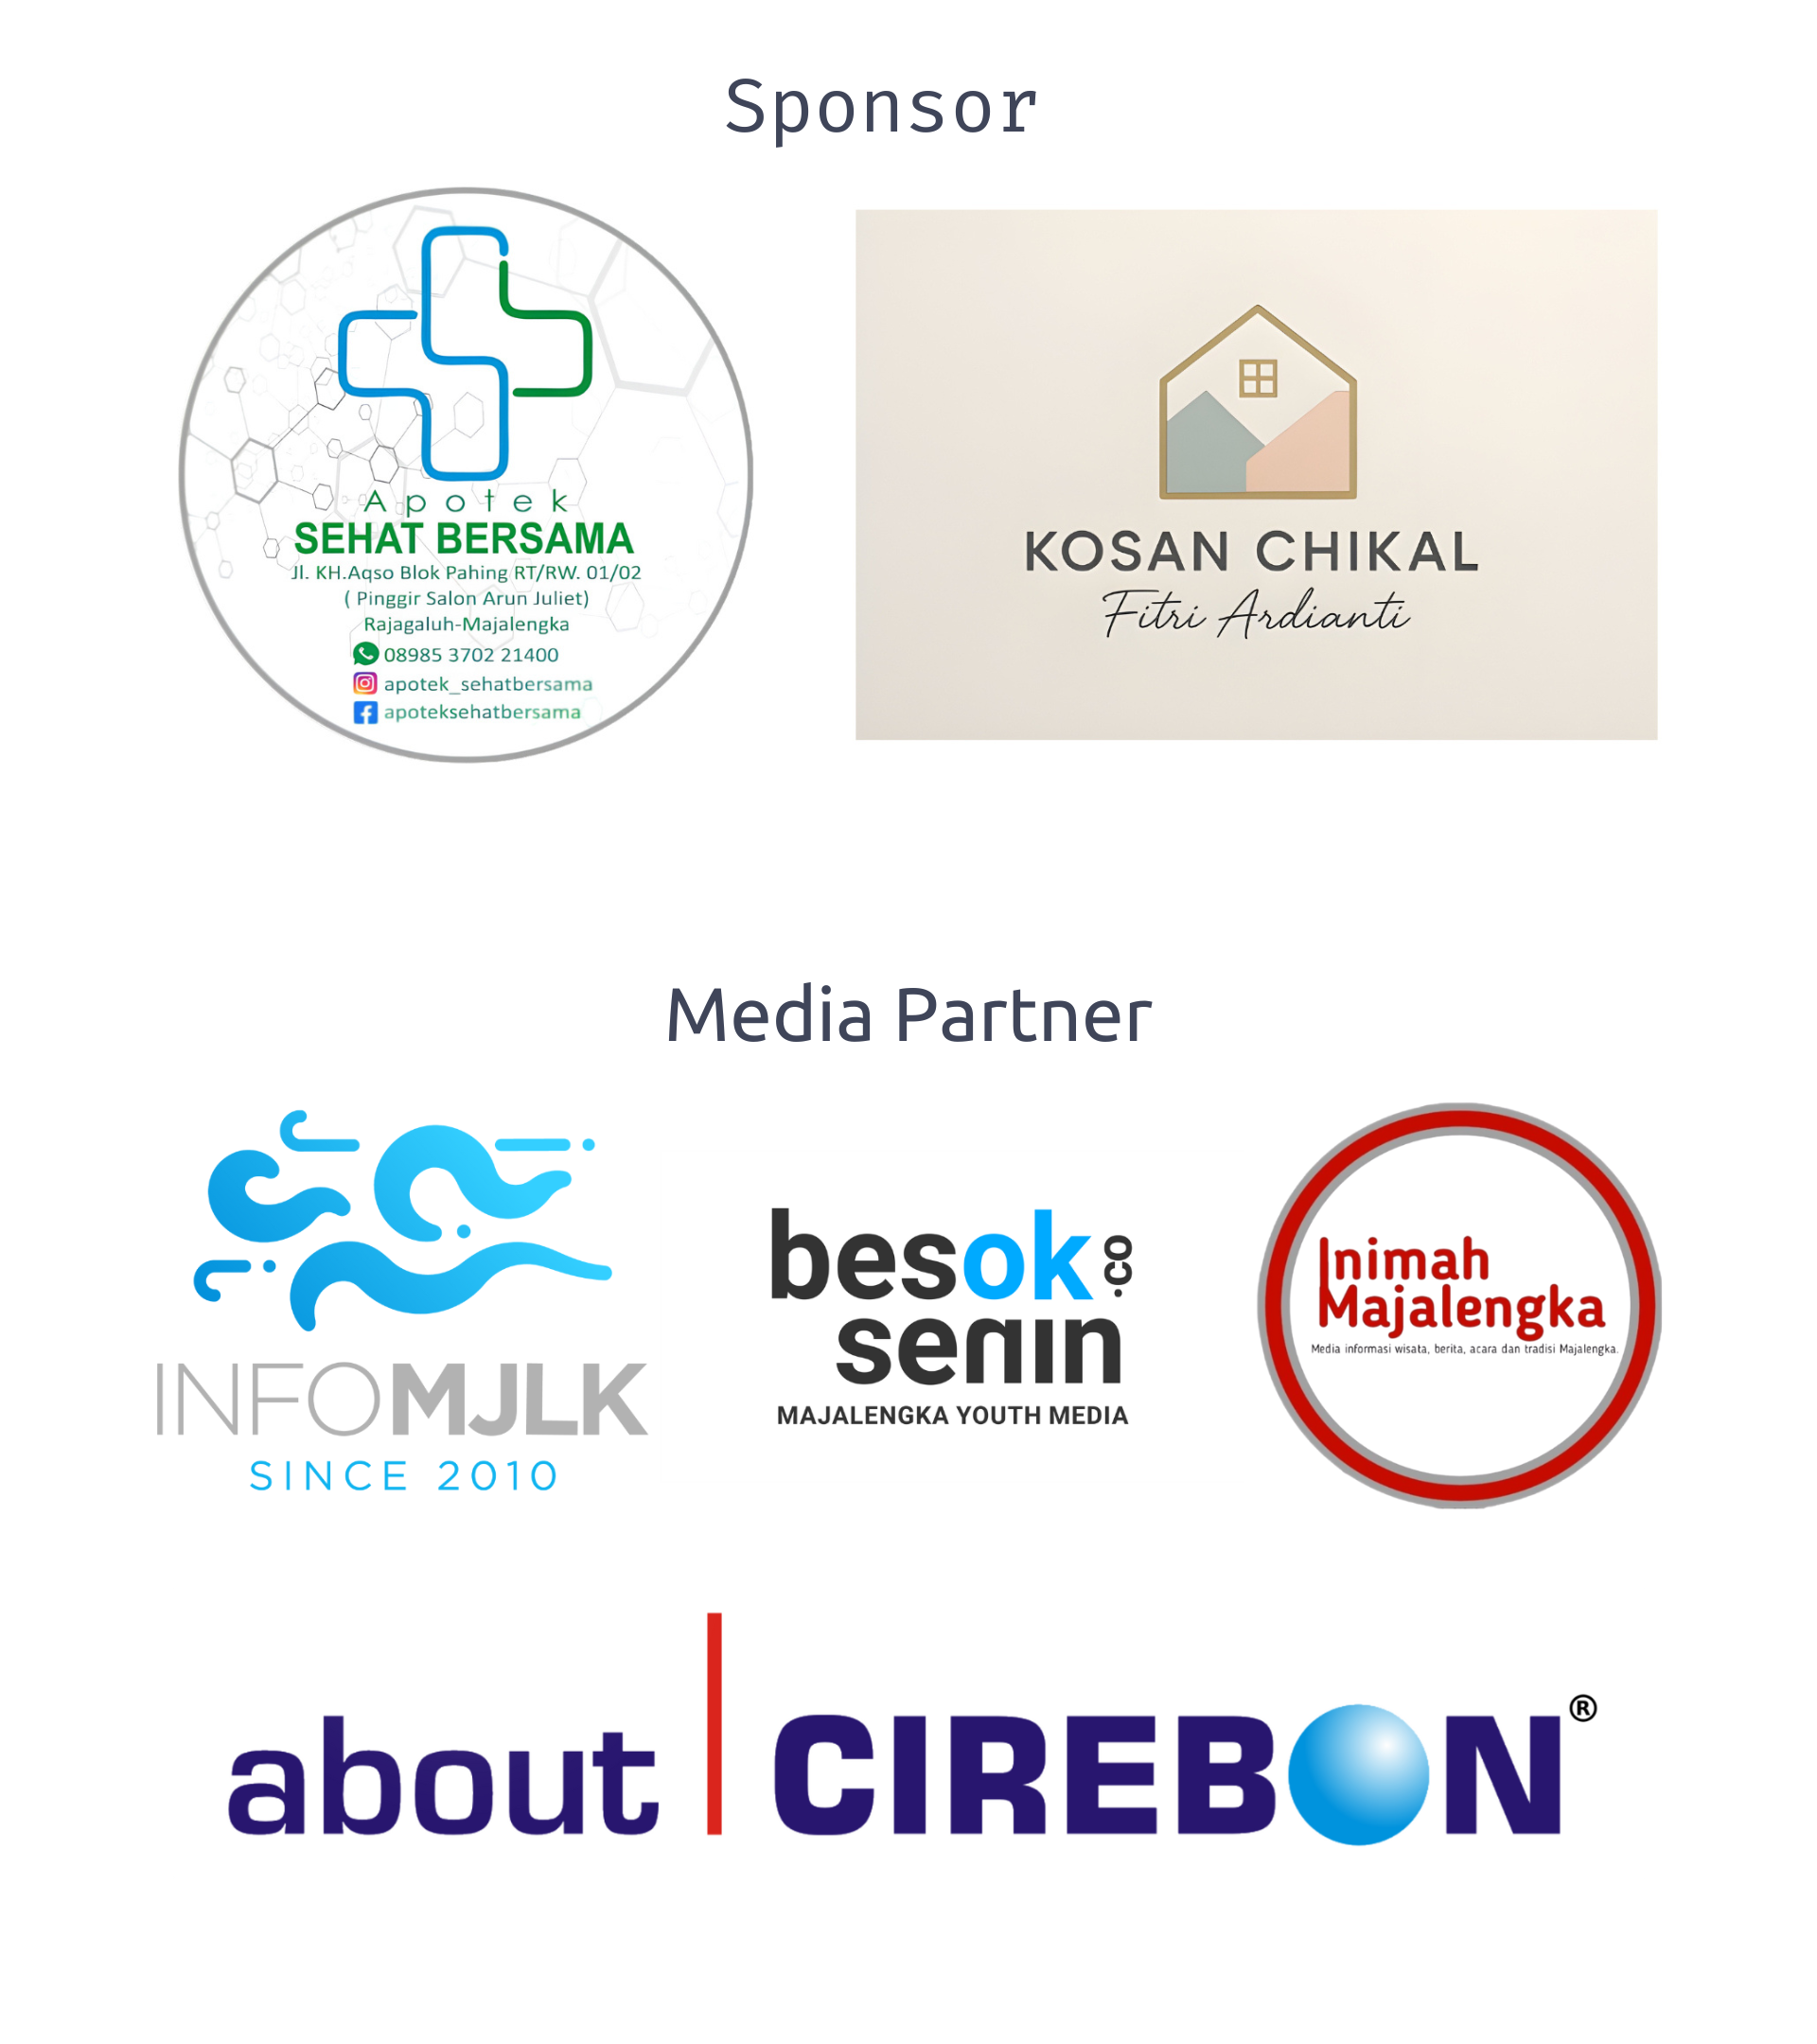 Sponsor
Apotek
SEHAT BERSAMA
Jl. KH.Aqso Blok Pahing RT/RW. 01/02
( Pinggir Salon Arun Juliet)
Rajagaluh-Majalengka
08985 3702 21400
apotek_sehatbersama
apoteksehatbersama
KOSAN CHIKAL
Fitri Ardianti
Media Partner
INFOMJLK
SINCE 2010
besok.co
senin
MAJALENGKA YOUTH MEDIA
Inimah
Majalengka
Media informasi wisata, berita, acara dan tradisi Majalengka.
about CIREBON®